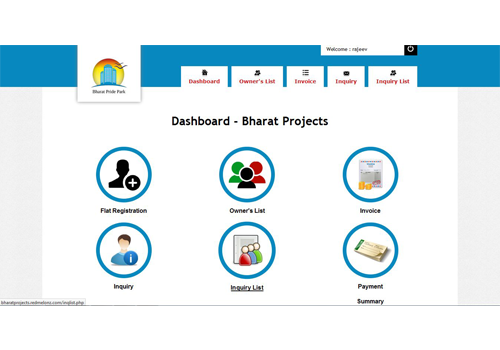 Welcome : rajeev
Bharat Pride Park
Dashboard
Owner's List
Invoice
Inquiry
Inquiry List
Dashboard - Bharat Projects
Flat Registration
Owner's List
Invoice
Inquiry
Inquiry List
Payment
Summary
bharatprojects.redmelonz.com/inqlist.php